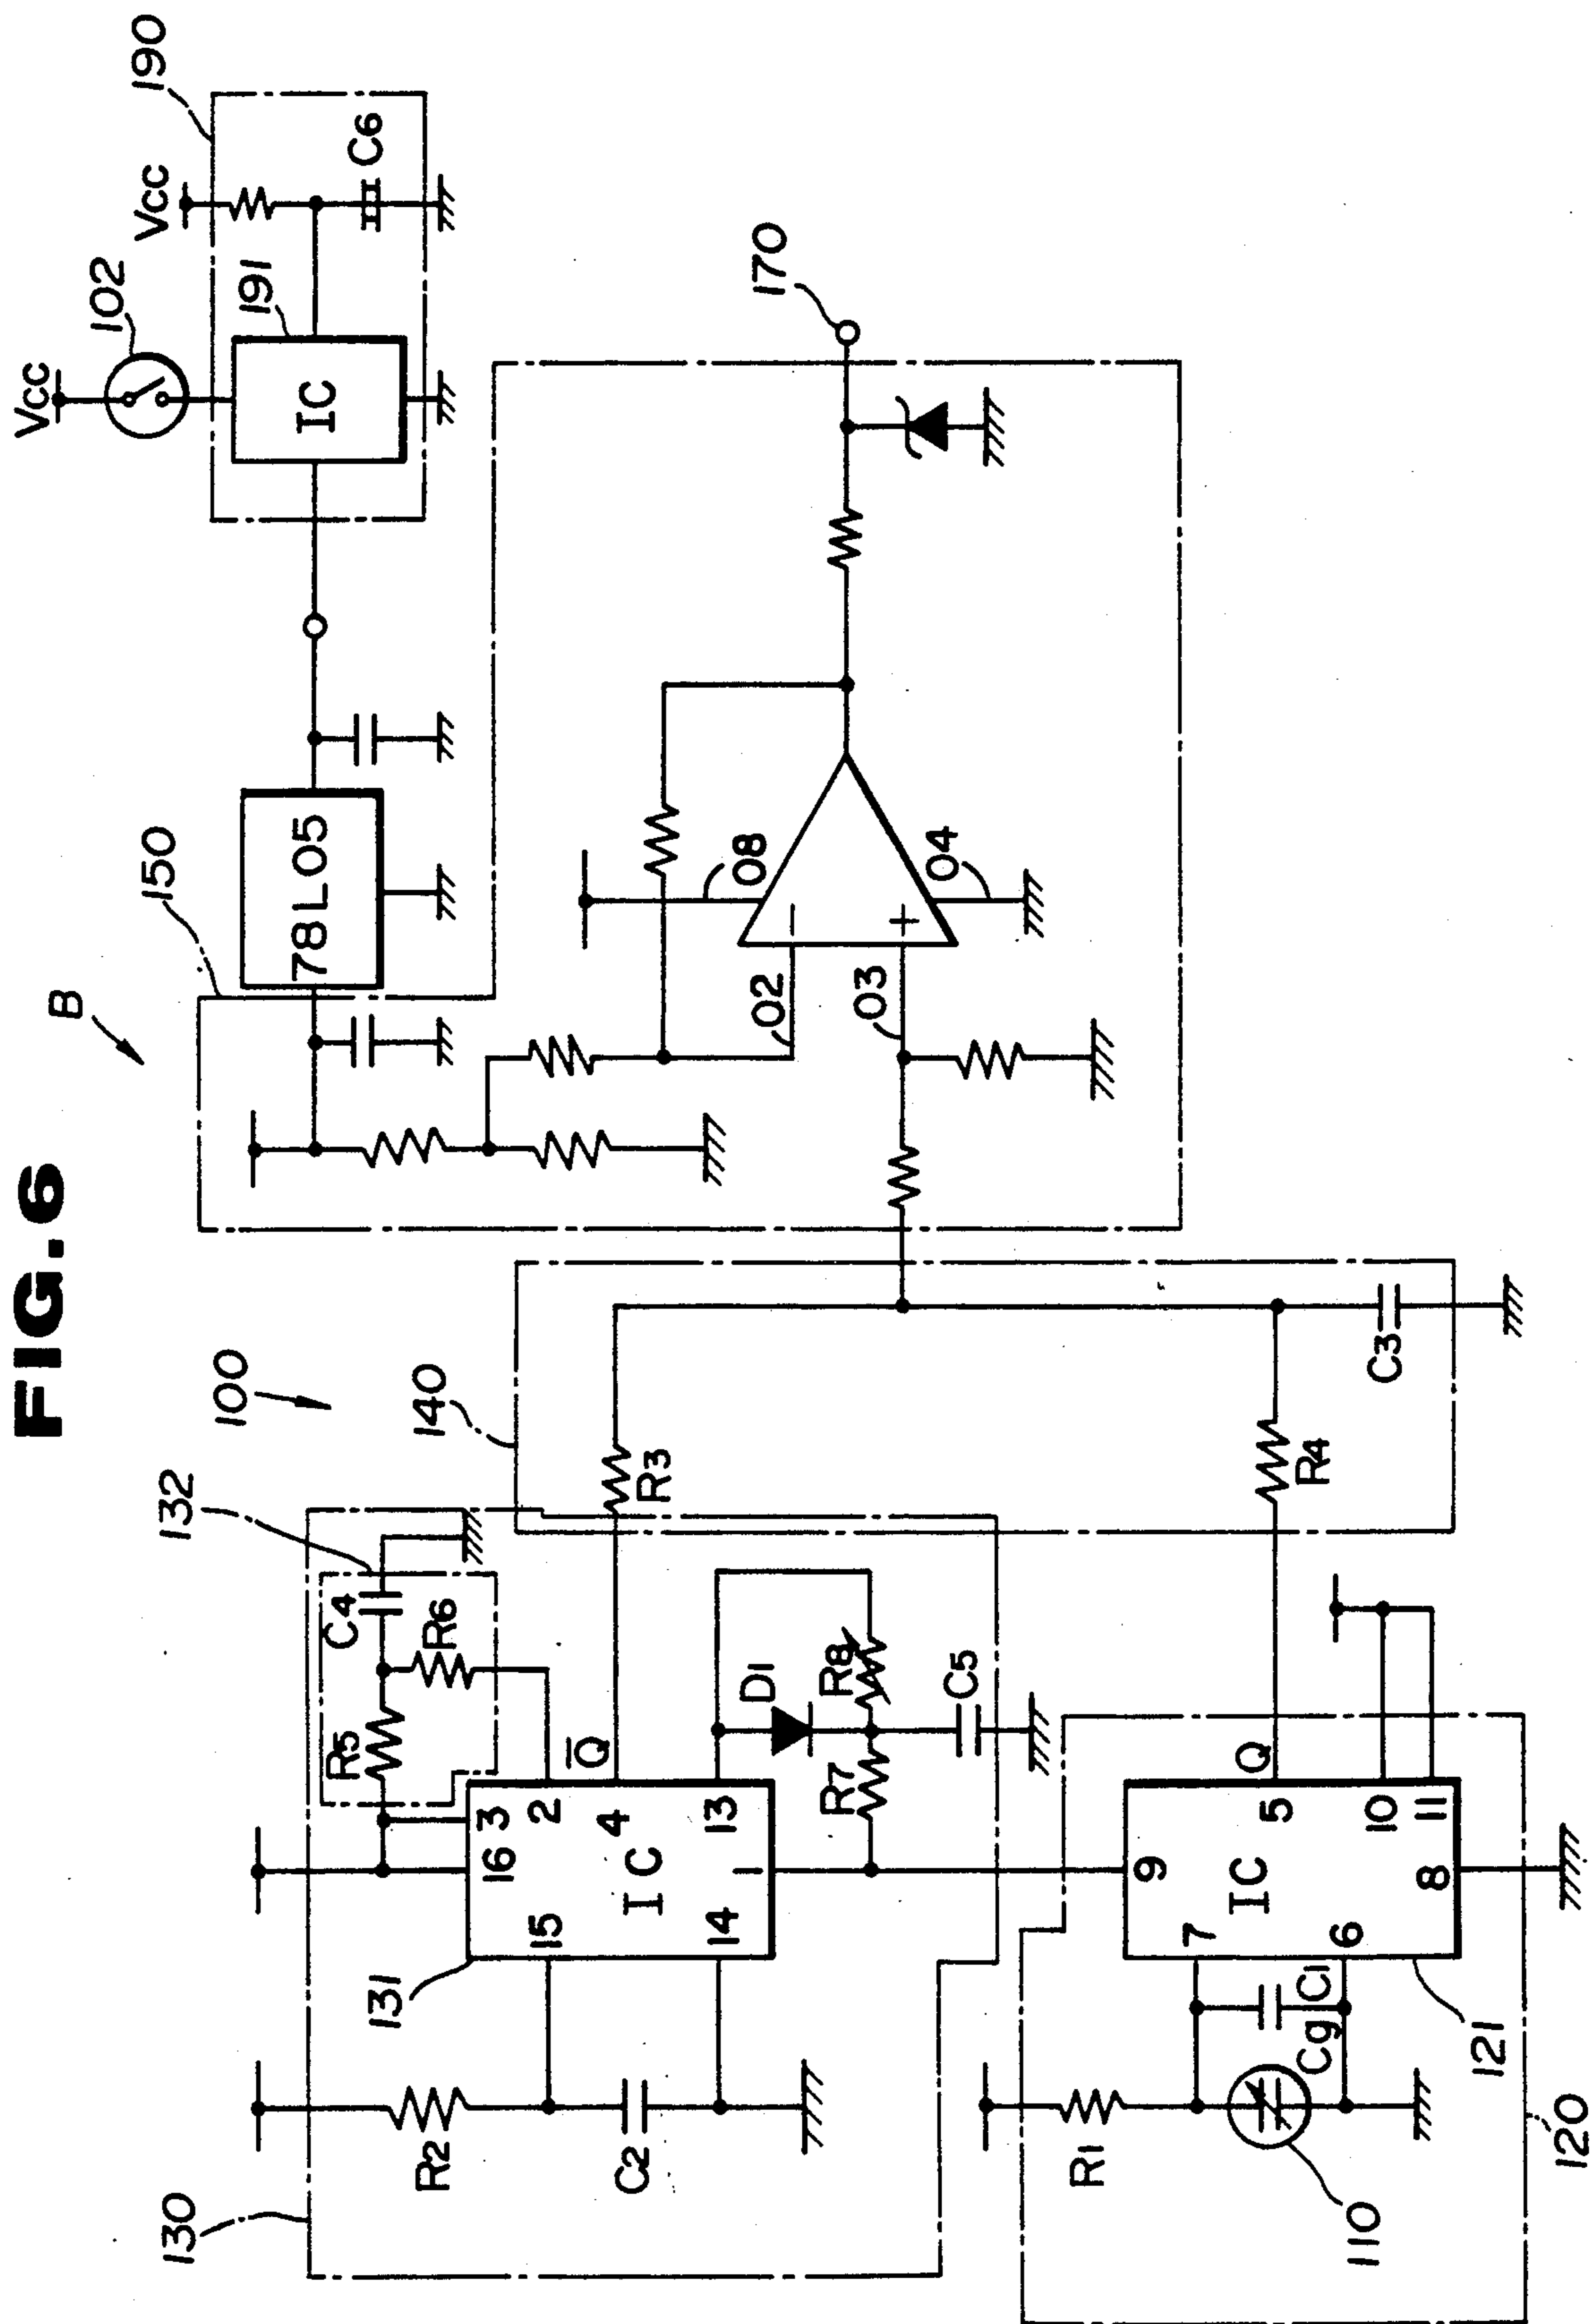 FIG.6
B
100
Vcc
102
Vcc
190
191
IC
C6
78L05
150
08
02
03
04
−
+
170
140
R3
R4
C3
132
C4
R5
R6
130
131
16
3
2
15
4
Q̅
IC
14
13
1
D1
R8
R7
C5
R2
C2
9
7
5
Q
IC
10
6
11
8
Cg
C1
R1
110
121
120